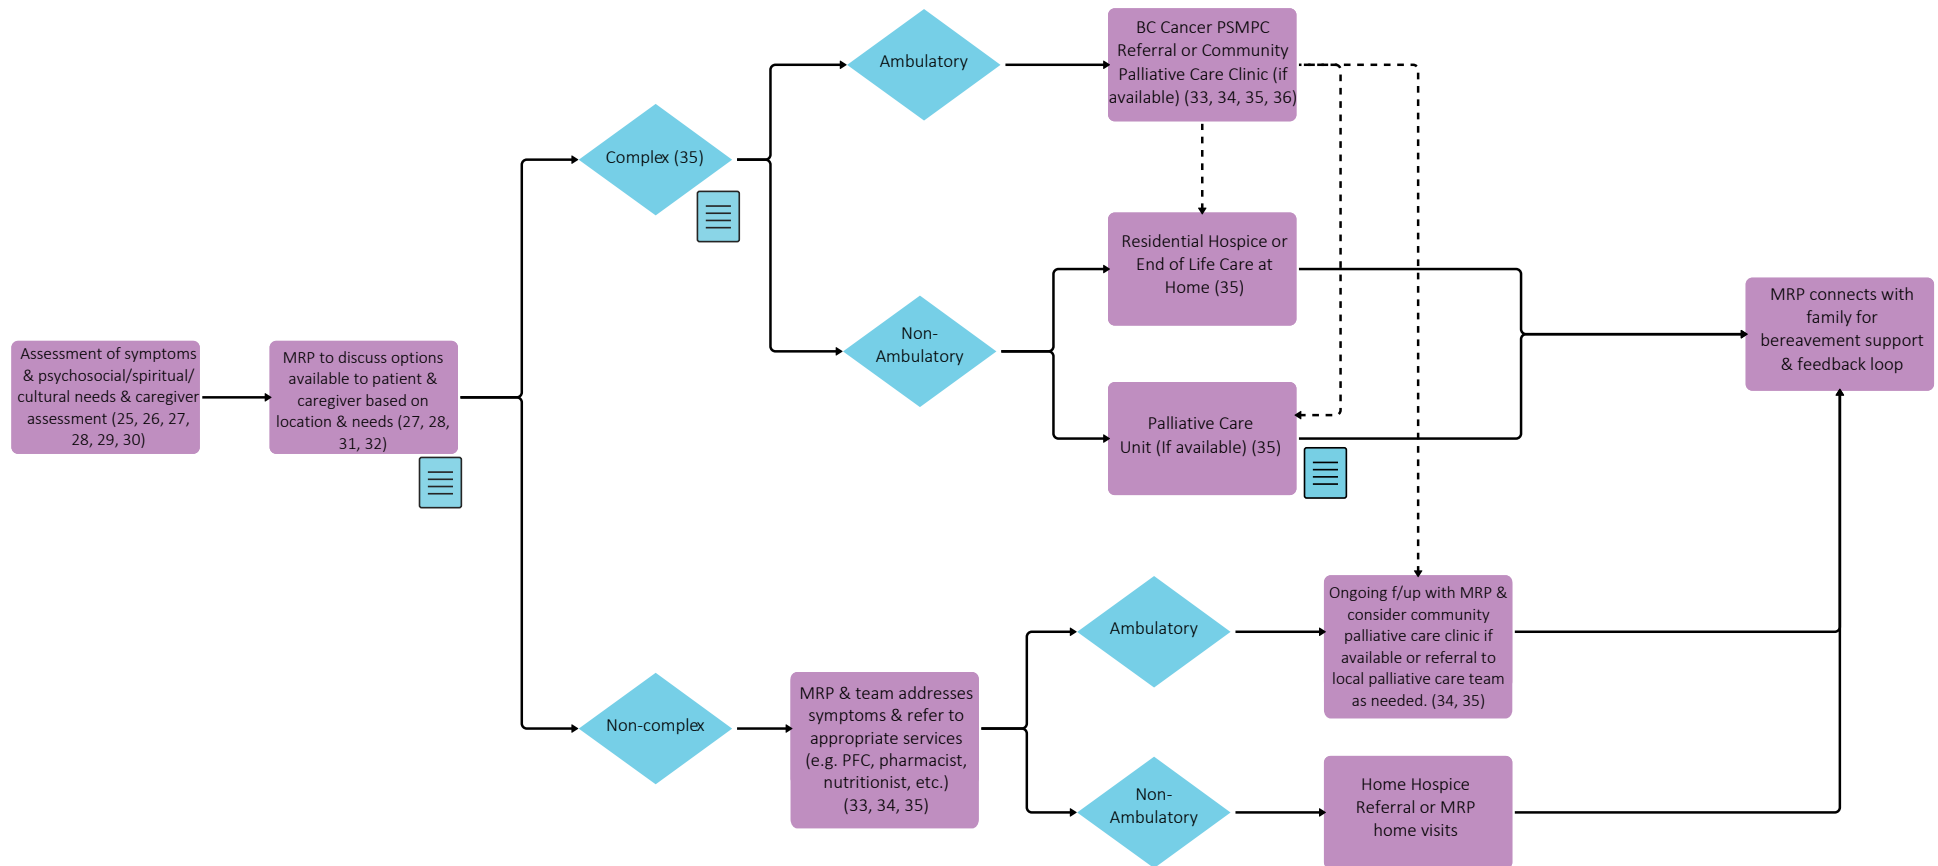 Assessment of symptoms
& psychosocial/spiritual/
cultural needs & caregiver
assessment (25, 26, 27,
28, 29, 30)
MRP to discuss options
available to patient &
caregiver based on
location & needs (27, 28,
31, 32)
Complex (35)
Ambulatory
BC Cancer PSMPC
Referral or Community
Palliative Care Clinic (if
available) (33, 34, 35, 36)
Non-
Ambulatory
Residential Hospice or
End of Life Care at
Home (35)
Palliative Care
Unit (If available) (35)
Non-complex
MRP & team addresses
symptoms & refer to
appropriate services
(e.g. PFC, pharmacist,
nutritionist, etc.)
(33, 34, 35)
Ambulatory
Ongoing f/up with MRP &
consider community
palliative care clinic if
available or referral to
local palliative care team
as needed. (34, 35)
Non-
Ambulatory
Home Hospice
Referral or MRP
home visits
MRP connects with
family for
bereavement support
& feedback loop